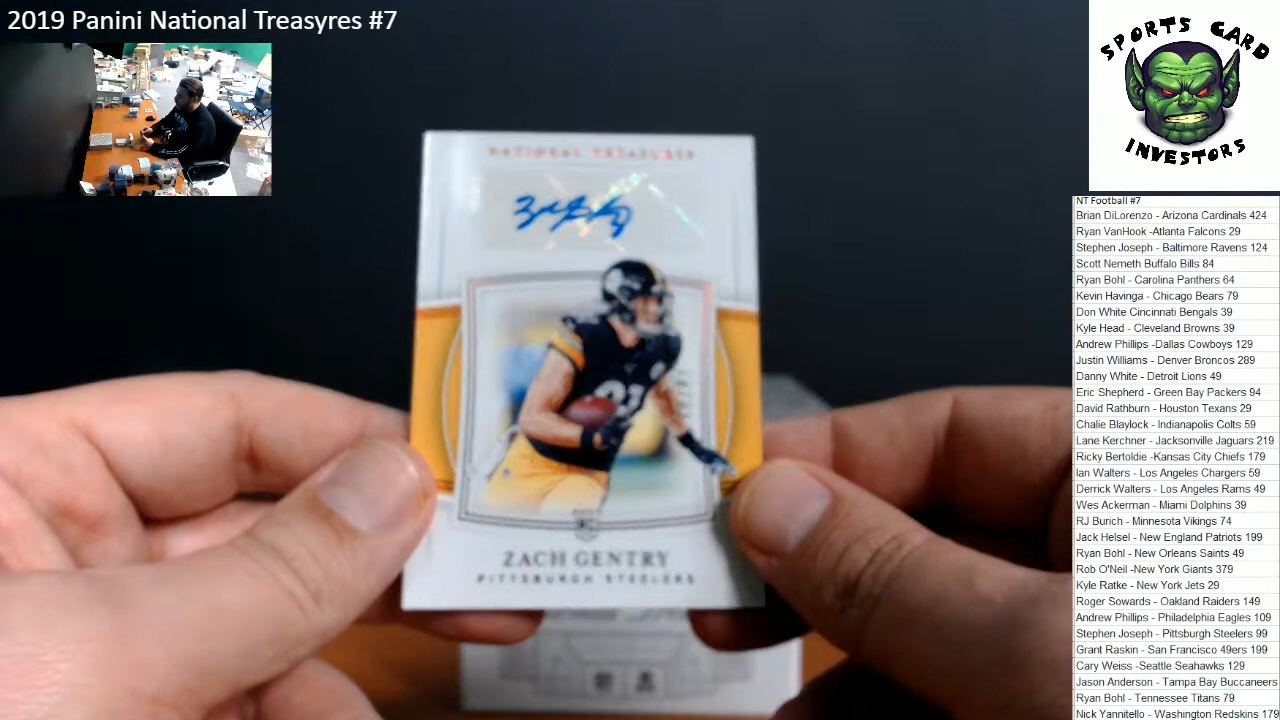 2019 Panini National Treasyres #7
SPORTS CARD
INVESTORS
NATIONAL TREASURES
81
ZACH GENTRY
PITTSBURGH STEELERS
NT Football #7
Brian DiLorenzo - Arizona Cardinals 424
Ryan VanHook -Atlanta Falcons 29
Stephen Joseph - Baltimore Ravens 124
Scott Nemeth Buffalo Bills 84
Ryan Bohl - Carolina Panthers 64
Kevin Havinga - Chicago Bears 79
Don White Cincinnati Bengals 39
Kyle Head - Cleveland Browns 39
Andrew Phillips -Dallas Cowboys 129
Justin Williams - Denver Broncos 289
Danny White - Detroit Lions 49
Eric Shepherd - Green Bay Packers 94
David Rathburn - Houston Texans 29
Chalie Blaylock - Indianapolis Colts 59
Lane Kerchner - Jacksonville Jaguars 219
Ricky Bertoldie -Kansas City Chiefs 179
Ian Walters - Los Angeles Chargers 59
Derrick Walters - Los Angeles Rams 49
Wes Ackerman - Miami Dolphins 39
RJ Burich - Minnesota Vikings 74
Jack Helsel - New England Patriots 199
Ryan Bohl - New Orleans Saints 49
Rob O'Neil -New York Giants 379
Kyle Ratke - New York Jets 29
Roger Sowards - Oakland Raiders 149
Andrew Phillips - Philadelphia Eagles 109
Stephen Joseph - Pittsburgh Steelers 99
Grant Raskin - San Francisco 49ers 199
Cary Weiss -Seattle Seahawks 129
Jason Anderson - Tampa Bay Buccaneers
Ryan Bohl - Tennessee Titans 79
Nick Yannitello - Washington Redskins 179